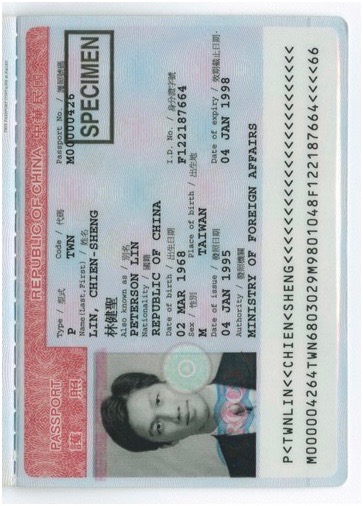 REPUBLIC OF CHINA 中華民國
PASSPORT
護 照
SPECIMEN
Type / 型式 Code / 代碼 Passport No. / 護照號碼
P TWN M00000426
Name (Last, First) / 姓名
LIN, CHIEN-SHENG
林健聖
Also known as / 別名
PETERSON LIN
Nationality / 國籍
REPUBLIC OF CHINA
I.D. No. / 身分證字號
F122187664
Date of birth / 出生日期
02 MAR 1968
Sex / 性別 Place of birth / 出生地
M TAIWAN
Date of issue / 發照日期 Date of expiry / 效期截止日期
04 JAN 1995 04 JAN 1998
Authority / 發照機關
MINISTRY OF FOREIGN AFFAIRS
P<TWNLIN<<CHIEN<SHENG<<<<<<<<<<<<<<<<<<<<<<<
M000004264TWN6803029M9801048F122187664<<<<66